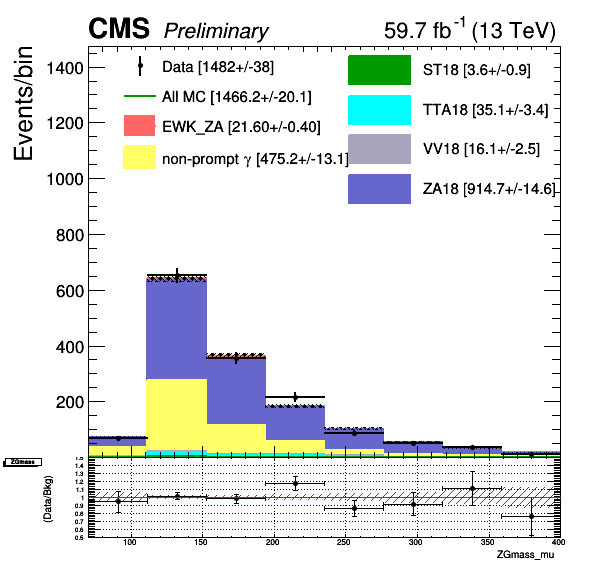 CMS Preliminary 59.7 fb⁻¹ (13 TeV)
Events/bin
1400
1200
1000
800
600
400
200
Data [1482+/-38]
All MC [1466.2+/-20.1]
EWK_ZA [21.60+/-0.40]
non-prompt γ [475.2+/-13.1]
ST18 [3.6+/-0.9]
TTA18 [35.1+/-3.4]
VV18 [16.1+/-2.5]
ZA18 [914.7+/-14.6]
ZGmass
(Data/Bkg)
1.5
1.4
1.3
1.2
1.1
1
0.9
0.8
0.7
0.6
0.5
100 150 200 250 300 350 400
ZGmass_mu